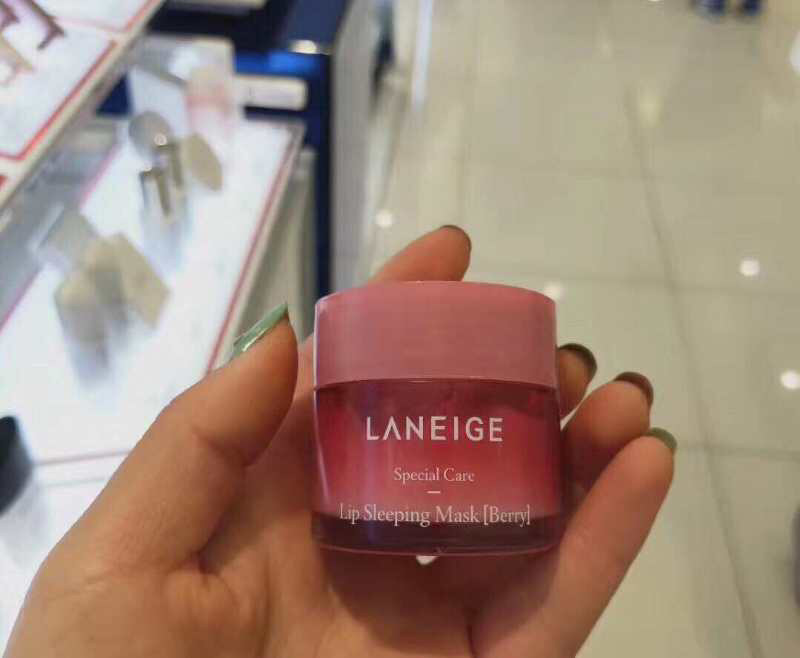 LANEIGE
Special Care
Lip Sleeping Mask [Berry]